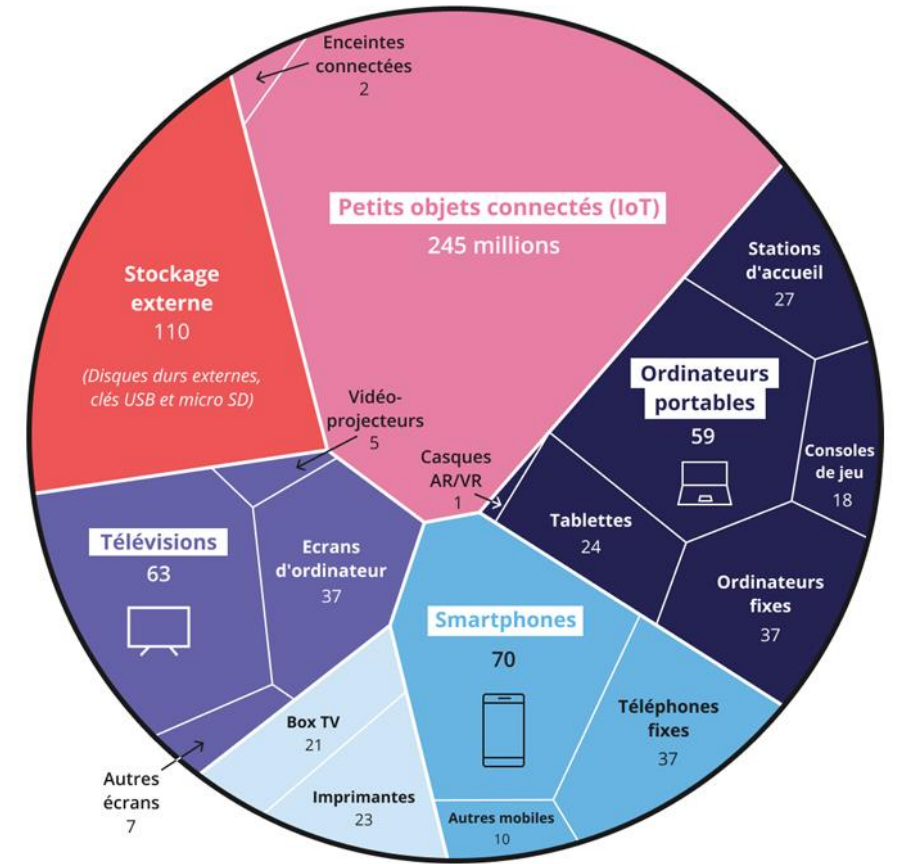 Enceintes
connectées
2
Petits objets connectés (IoT)
245 millions
Stockage
externe
110
(Disques durs externes,
clés USB et micro SD)
Stations
d'accueil
27
Ordinateurs
portables
59
Consoles
de jeu
18
Vidéo-
projecteurs
5
Casques
AR/VR
1
Tablettes
24
Ordinateurs
fixes
37
Télévisions
63
Ecrans
d'ordinateur
37
Smartphones
70
Téléphones
fixes
37
Box TV
21
Autres
écrans
7
Imprimantes
23
Autres mobiles
10